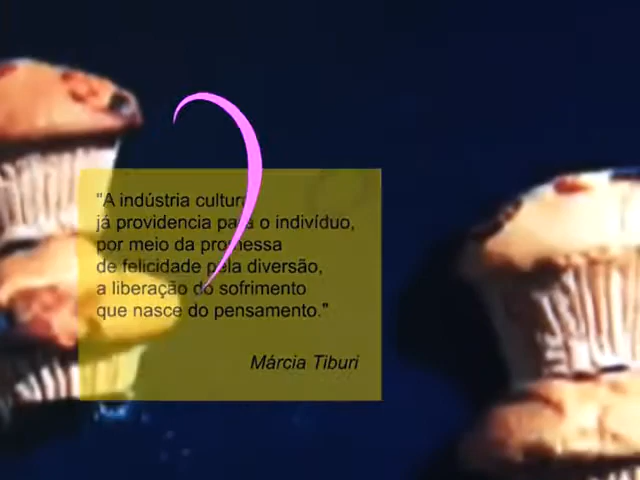 "A indústria cultural
já providencia para o indivíduo,
por meio da promessa
de felicidade pela diversão,
a liberação do sofrimento
que nasce do pensamento."
Márcia Tiburi